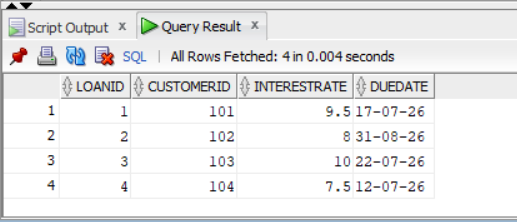 Script Output x Query Result x
SQL | All Rows Fetched: 4 in 0.004 seconds
LOANID CUSTOMERID INTERESTRATE DUEDATE
1 1 101 9.5 17-07-26
2 2 102 8 31-08-26
3 3 103 10 22-07-26
4 4 104 7.5 12-07-26